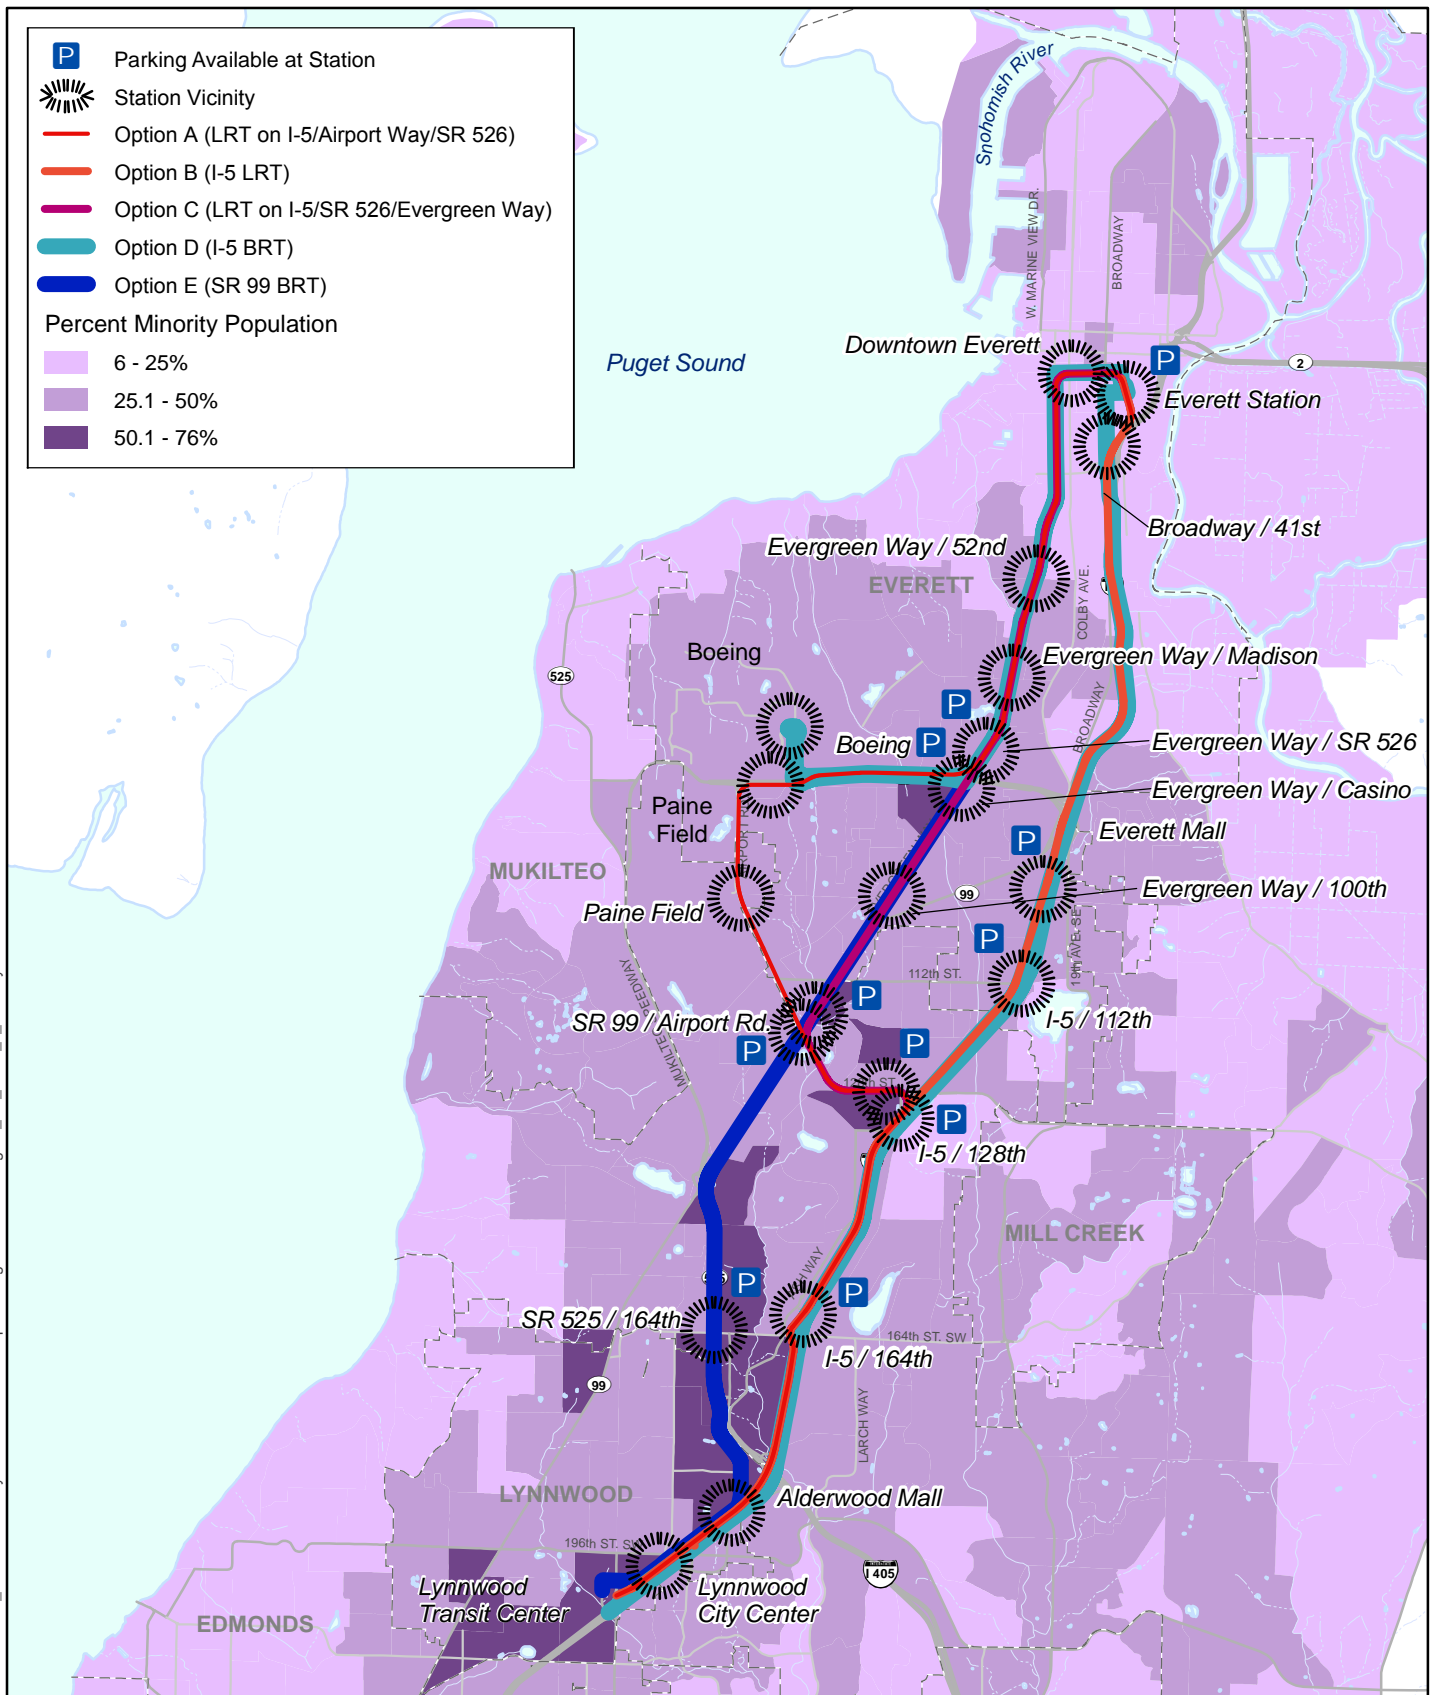 P Parking Available at Station
Station Vicinity
Option A (LRT on I-5/Airport Way/SR 526)
Option B (I-5 LRT)
Option C (LRT on I-5/SR 526/Evergreen Way)
Option D (I-5 BRT)
Option E (SR 99 BRT)
Percent Minority Population
6 - 25%
25.1 - 50%
50.1 - 76%
Snohomish River
W. MARINE VIEW DR.
BROADWAY
Puget Sound
Downtown Everett
P
2
Everett Station
Broadway / 41st
Evergreen Way / 52nd
EVERETT
COLBY AVE.
Boeing
Evergreen Way / Madison
525
P
BROADWAY
Boeing
P
Evergreen Way / SR 526
Evergreen Way / Casino
Paine
Field
Everett Mall
P
MUKILTEO
99
Evergreen Way / 100th
Paine Field
P
19th AVE. SE
112th ST.
MUKILTEO SPEEDWAY
P
SR 99 / Airport Rd.
I-5 / 112th
P
P
P
I-5 / 128th
MILL CREEK
P
P
SR 525 / 164th
164th ST. SW
I-5 / 164th
99
LARCH WAY
LYNNWOOD
Alderwood Mall
196th ST. S
I 405
Lynnwood
Transit Center
Lynnwood
City Center
EDMONDS